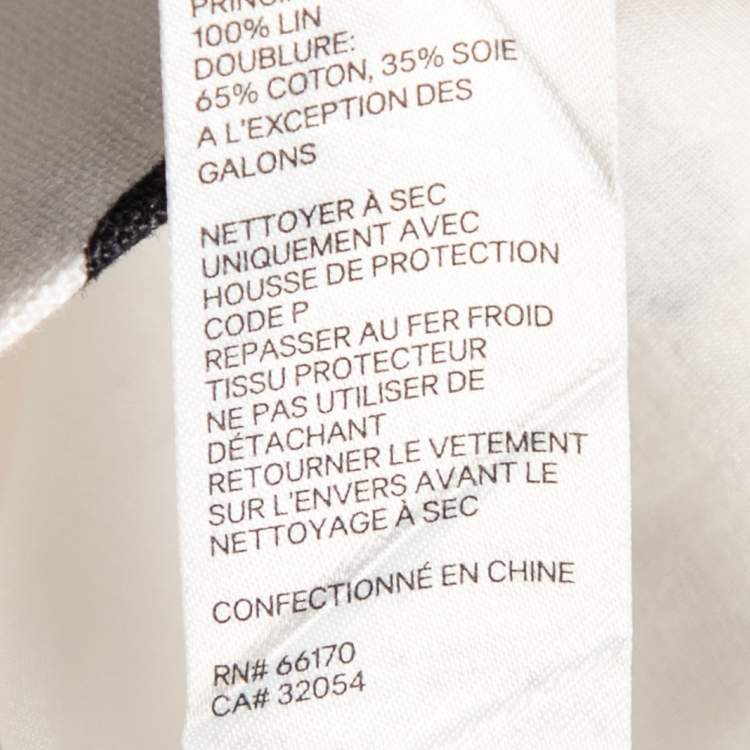 100% LIN
DOUBLURE:
65% COTON, 35% SOIE
A L'EXCEPTION DES
GALONS
NETTOYER À SEC
UNIQUEMENT AVEC
HOUSSE DE PROTECTION
CODE P
REPASSER AU FER FROID
TISSU PROTECTEUR
NE PAS UTILISER DE
DÉTACHANT
RETOURNER LE VETEMENT
SUR L'ENVERS AVANT LE
NETTOYAGE À SEC
CONFECTIONNÉ EN CHINE
RN# 66170
CA# 32054